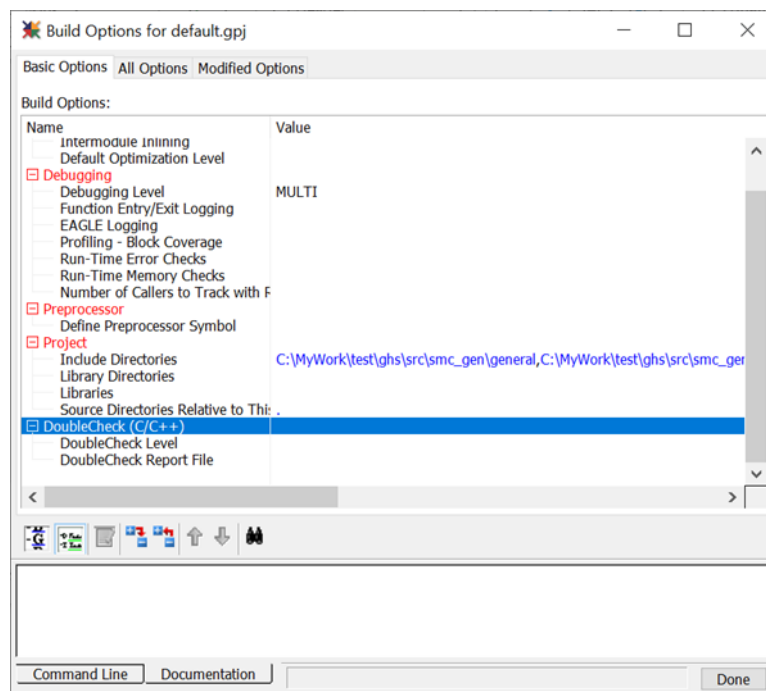 Build Options for default.gpj
Basic Options All Options Modified Options
Build Options:
Name Value
Intermodule Inlining
Default Optimization Level
Debugging
Debugging Level MULTI
Function Entry/Exit Logging
EAGLE Logging
Profiling - Block Coverage
Run-Time Error Checks
Run-Time Memory Checks
Number of Callers to Track with
Preprocessor
Define Preprocessor Symbol
Project
Include Directories C:\MyWork\test\ghs\src\smc_gen\general,C:\MyWork\test\ghs\src\smc_ger
Library Directories
Libraries
Source Directories Relative to This .
DoubleCheck (C/C++)
DoubleCheck Level
DoubleCheck Report File
Command Line Documentation
Done